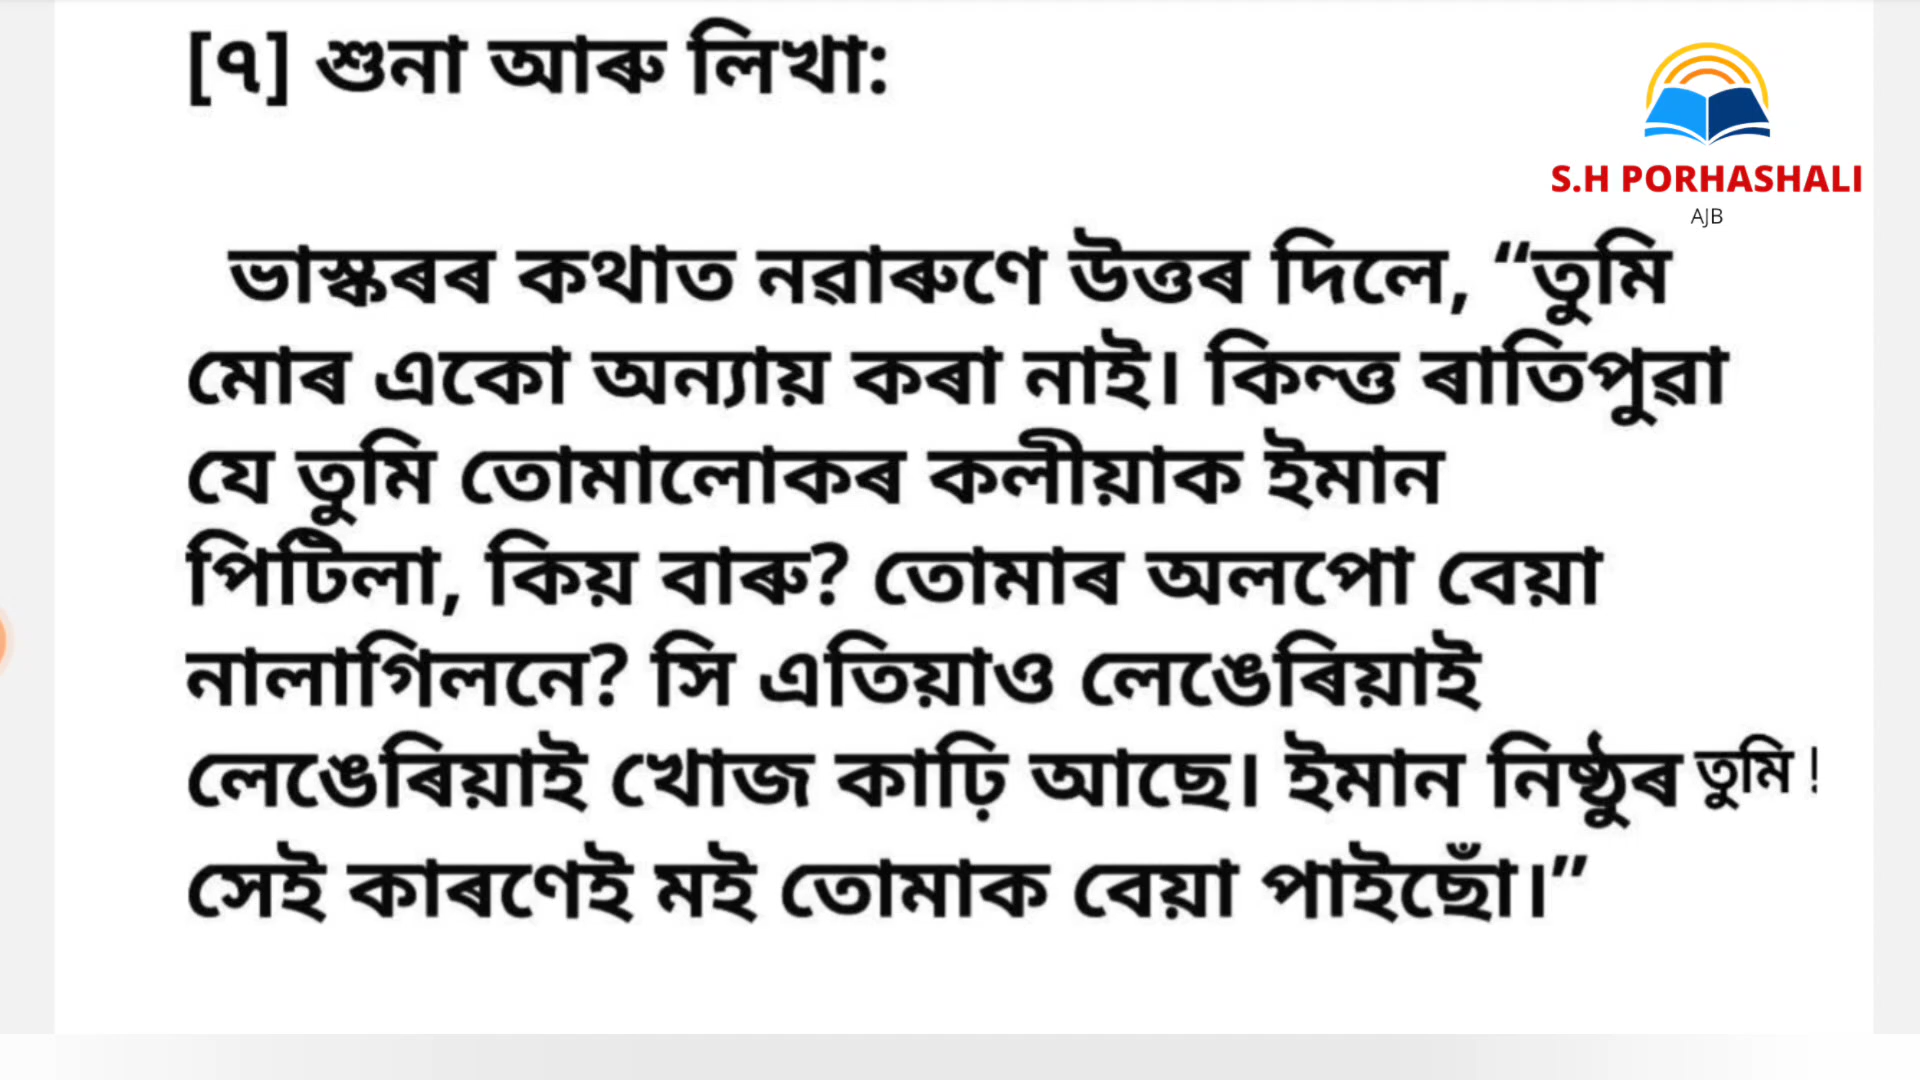 [৭] শুনা আৰু লিখা:
S.H PORHASHALI
AJB
ভাস্কৰৰ কথাত নৱাৰুণে উত্তৰ দিলে, “তুমি
মোৰ একো অন্যায় কৰা নাই। কিন্তু ৰাতিপুৱা
যে তুমি তোমালোকৰ কলীয়াক ইমান
পিটিলা, কিয় বাৰু? তোমাৰ অলপো বেয়া
নালাগিলনে? সি এতিয়াও লেঙেৰিয়াই
লেঙেৰিয়াই খোজ কাঢ়ি আছে। ইমান নিষ্ঠুৰ তুমি !
সেই কাৰণেই মই তোমাক বেয়া পাইছোঁ।”